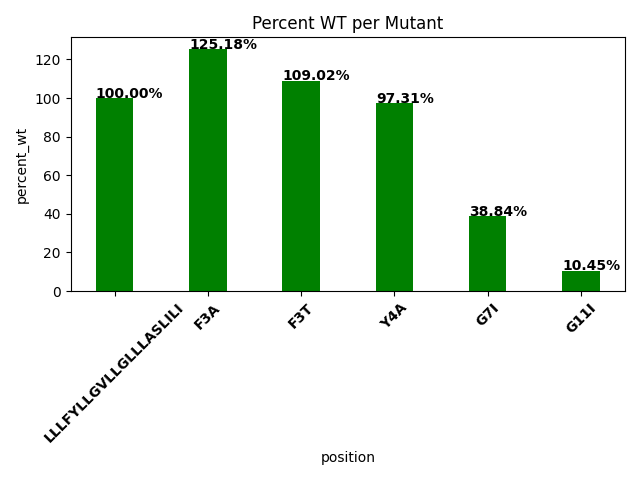 Percent WT per Mutant
percent_wt
120
100
80
60
40
20
0
100.00%
125.18%
109.02%
97.31%
38.84%
10.45%
LLLFYLLGVLLGLLLASLILI
F3A
F3T
Y4A
G7I
G11I
position